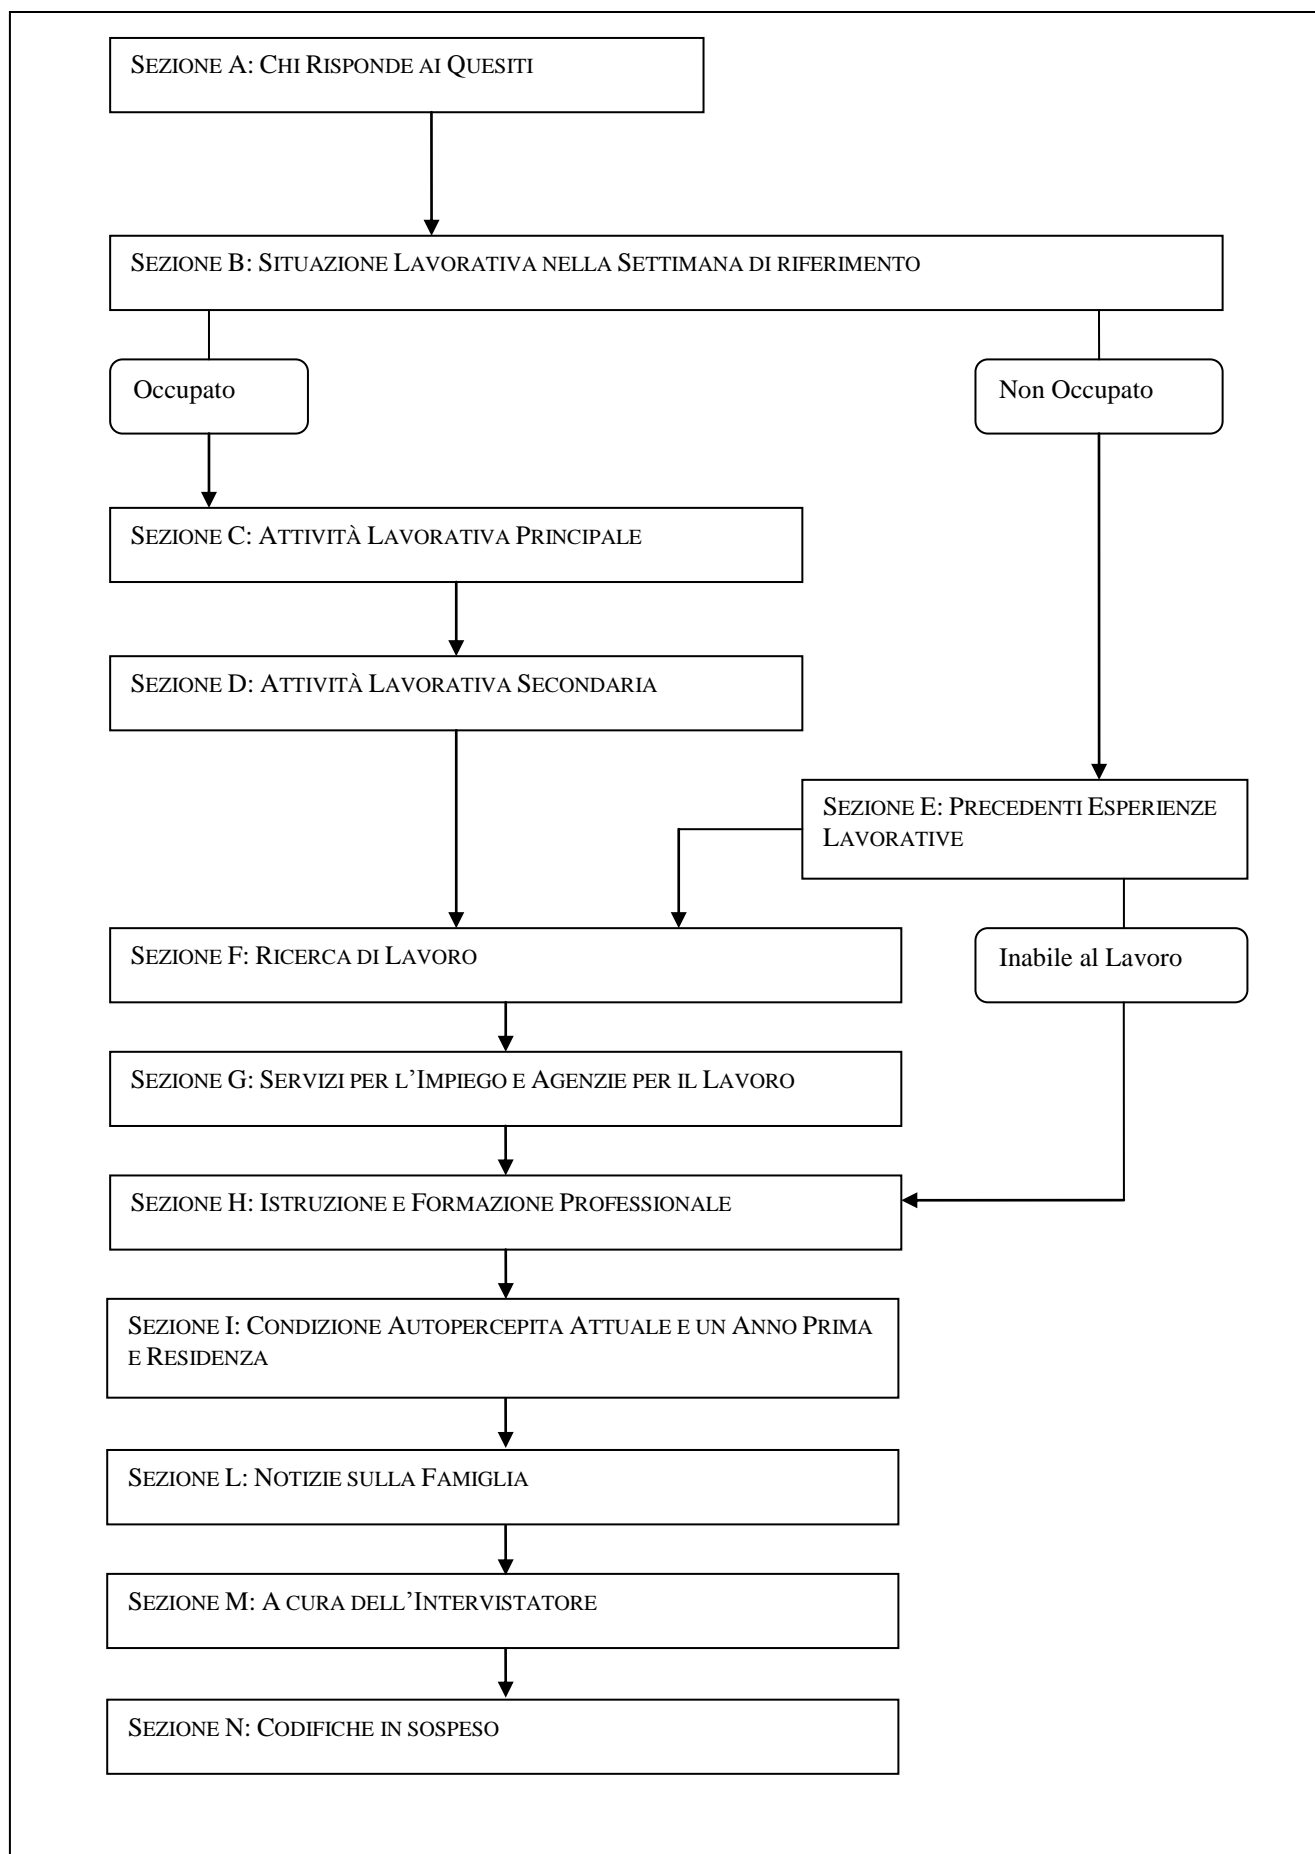 SEZIONE A: CHI RISPONDE AI QUESITI
SEZIONE B: SITUAZIONE LAVORATIVA NELLA SETTIMANA DI RIFERIMENTO
Occupato
Non Occupato
SEZIONE C: ATTIVITÀ LAVORATIVA PRINCIPALE
SEZIONE D: ATTIVITÀ LAVORATIVA SECONDARIA
SEZIONE E: PRECEDENTI ESPERIENZE
LAVORATIVE
SEZIONE F: RICERCA DI LAVORO
Inabile al Lavoro
SEZIONE G: SERVIZI PER L’IMPIEGO E AGENZIE PER IL LAVORO
SEZIONE H: ISTRUZIONE E FORMAZIONE PROFESSIONALE
SEZIONE I: CONDIZIONE AUTOPERCEPITA ATTUALE E UN ANNO PRIMA
E RESIDENZA
SEZIONE L: NOTIZIE SULLA FAMIGLIA
SEZIONE M: A CURA DELL’INTERVISTATORE
SEZIONE N: CODIFICHE IN SOSPESO